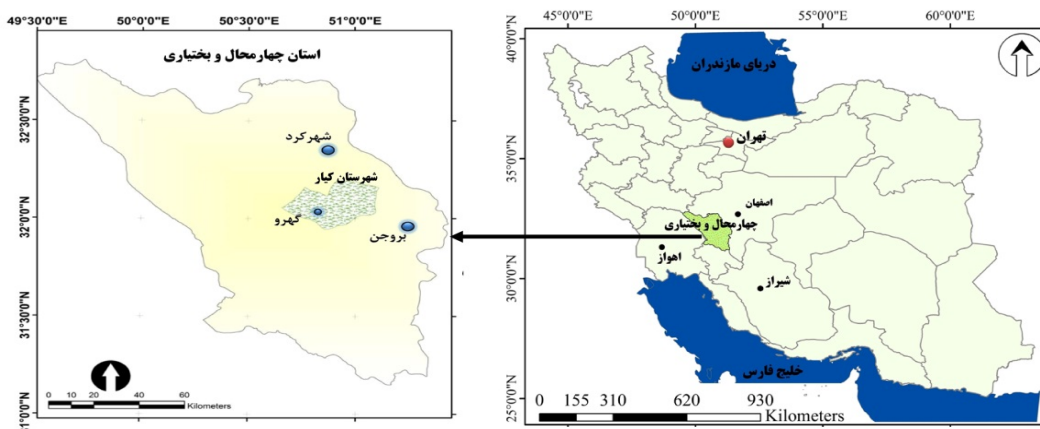 49°30'0"E
50°0'0"E
50°30'0"E
51°0'0"E
استان چهارمحال و بختیاری
32°30'0"N
32°0'0"N
31°30'0"N
31°0'0"N
شهرکرد
شهرستان کیار
گهرو
بروجن
0 10 20 40 60
Kilometers
45°0'0"E
50°0'0"E
55°0'0"E
60°0'0"E
40°0'0"N
35°0'0"N
30°0'0"N
25°0'0"N
دریای مازندران
تهران
اصفهان
چهارمحال و بختیاری
اهواز
شیراز
خلیج فارس
0 155 310 620 930
Kilometers